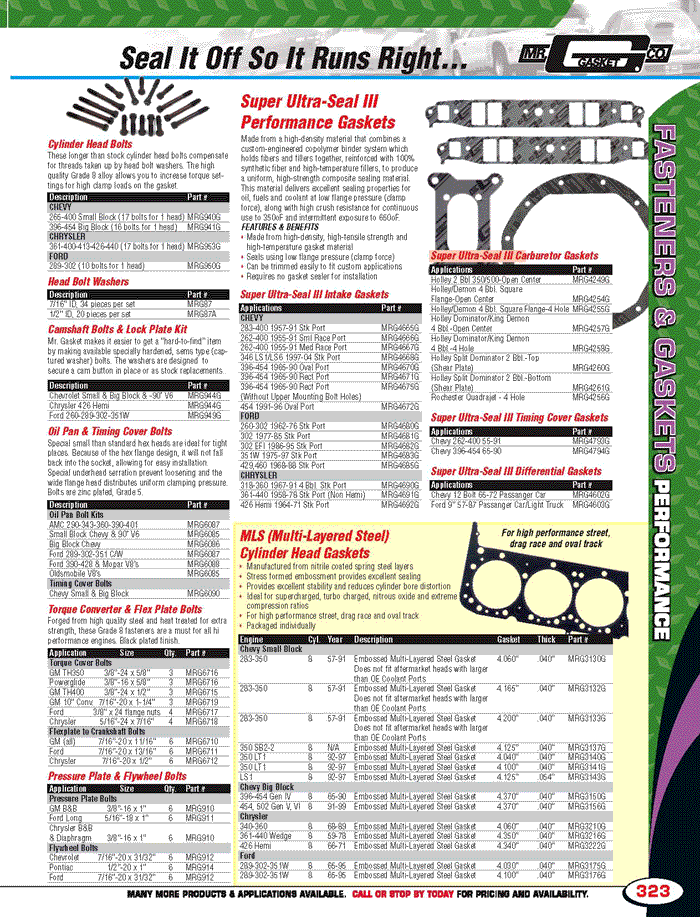 Seal It Off So It Runs Right...
MR. GASKET CO.
Cylinder Head Bolts
These longer than stock cylinder head bolts compensate
for threads taken up by head bolt washers. The high
quality Grade 8 alloy allows you to increase torque set-
tings for high clamp loads on the gasket
Description Part #
CHEVY
265-400 Small Block (17 bolts for 1 head) MRG940G
396-454 Big Block (16 bolts for 1 head) MRG941G
CHRYSLER
361-400-413-426-440 (17 bolts for 1 head) MRG953G
FORD
289-302 (10 bolts for 1 head) MRG950G
Head Bolt Washers
Description Part #
7/16" ID, 34 pieces per set MRG87
1/2" ID, 20 pieces per set MRG87A
Camshaft Bolts & Lock Plate Kit
Mr. Gasket makes it easier to get a "hard-to-find" item
by making available specially hardened, sems type (cap-
tured washer) bolts. The washers are designed to
secure a cam button in place or as stock replacements.
Description Part #
Chevrolet Small & Big Block & -90° V6 MRG944G
Chrysler 426 Hemi MRG944G
Ford 260-289-302-351W MRG949G
Oil Pan & Timing Cover Bolts
Special small than standard hex heads are ideal for tight
places. Because of the hex flange design, it will not fall
back into the socket, allowing for easy installation.
Special underhead serration prevent loosening and the
wide flange head distributes uniform clamping pressure.
Bolts are zinc plated, Grade 5.
Description Part #
Oil Pan Bolt Kits
AMC 290-343-360-390-401 MRG6087
Small Block Chevy & 90° V6 MRG6085
Big Block Chevy MRG6086
Ford 289-302-351 C/W MRG6087
Ford 390-428 & Mopar V8's MRG6088
Oldsmobile V8's MRG6085
Timing Cover Bolts
Chevy Small & Big Block MRG6090
Torque Converter & Flex Plate Bolts
Forged from high quality steel and heat treated for extra
strength, these Grade 8 fasteners are a must for all hi
performance engines. Black plated finish.
Application Size Qty. Part #
Torque Cover Bolts
GM TH350 3/8"-24 x 5/8" 3 MRG6716
Powerglide 3/8"-16 x 5/8" 3 MRG6716
GM TH400 3/8"-24 x 1/2" 3 MRG6715
GM 10" Conv. 7/16"-20 x 1-1/4" 3 MRG6719
Ford 3/8" x 24 flange nuts 4 MRG6717
Chrysler 5/16"-24 x 7/16" 4 MRG6718
Flexplate to Crankshaft Bolts
GM (all) 7/16"-20 x 11/16" 6 MRG6710
Ford 7/16"-20 x 13/16" 6 MRG6711
Chrysler 7/16"-20 x 1/2" 6 MRG6712
Pressure Plate & Flywheel Bolts
Application Size Qty. Part #
Pressure Plate Bolts
GM B&B 3/8"-16 x 1" 6 MRG910
Ford Long 5/16"-18 x 1" 6 MRG911
Chrysler B&B
& Diaphragm 3/8"-16 x 1" 6 MRG910
Flywheel Bolts
Chevrolet 7/16"-20 x 31/32" 6 MRG912
Pontiac 1/2"-20 x 1" 6 MRG914
Ford 7/16"-20 x 31/32" 6 MRG912
Super Ultra-Seal III
Performance Gaskets
Made from a high-density material that combines a
custom-engineered copolymer binder system which
holds fibers and fillers together, reinforced with 100%
synthetic fiber and high-temperature fillers, to produce
a uniform, high-strength composite sealing material.
This material delivers excellent sealing properties for
oil, fuels and coolant at low flange pressure (clamp
force), along with high crush resistance for continuous
use to 350oF and intermittent exposure to 650oF.
FEATURES & BENEFITS
• Made from high-density, high-tensile strength and
high-temperature gasket material
• Seals using low flange pressure (clamp force)
• Can be trimmed easily to fit custom applications
• Requires no gasket sealer for installation
Super Ultra-Seal III Intake Gaskets
Applications Part #
CHEVY
283-400 1957-91 Stk Port MRG4665G
262-400 1955-91 Sml Race Port MRG4666G
262-400 1955-91 Med Race Port MRG4667G
346 LS1/LS6 1997-04 Stk Port MRG4668G
396-454 1965-90 Oval Port MRG4670G
396-454 1965-90 Rect Port MRG4671G
396-454 1965-90 Rect Port MRG4675G
(Without Upper Mounting Bolt Holes)
454 1991-96 Oval Port MRG4672G
FORD
260-302 1962-76 Stk Port MRG4680G
302 1977-85 Stk Port MRG4681G
302 EFI 1986-95 Stk Port MRG4682G
351W 1975-97 Stk Port MRG4683G
429,460 1968-88 Stk Port MRG4685G
CHRYSLER
318-360 1967-91 4 Bbl. Stk Port MRG4690G
361-440 1958-78 Stk Port (Non Hemi) MRG4691G
426 Hemi 1964-71 Stk Port MRG4692G
Super Ultra-Seal III Carburetor Gaskets
Applications Part #
Holley 2 Bbl 350/500-Open Center MRG4249G
Holley/Demon 4 Bbl. Square
Flange-Open Center MRG4254G
Holley/Demon 4 Bbl. Square Flange-4 Hole MRG4255G
Holley Dominator/King Demon
4 Bbl.-Open Center MRG4257G
Holley Dominator/King Demon
4 Bbl.-4 Hole MRG4258G
Holley Split Dominator 2 Bbl.-Top
(Shear Plate) MRG4260G
Holley Split Dominator 2 Bbl.-Bottom
(Shear Plate) MRG4261G
Rochester Quadrajet - 4 Hole MRG4256G
Super Ultra-Seal III Timing Cover Gaskets
Applications Part #
Chevy 262-400 55-91 MRG4793G
Chevy 396-454 65-90 MRG4794G
Super Ultra-Seal III Differential Gaskets
Applications Part #
Chevy 12 Bolt 66-72 Passanger Car MRG4602G
Ford 9" 57-87 Passanger Car/Light Truck MRG4603G
MLS (Multi-Layered Steel)
Cylinder Head Gaskets
• Manufactured from nitrile coated spring steel layers
• Stress formed embossment provides excellent sealing
• Provides excellent stability and reduces cylinder bore distortion
• Ideal for supercharged, turbo charged, nitrous oxide and extreme
compression ratios
• For high performance street, drag race and oval track
• Packaged individually
For high performance street,
drag race and oval track
Engine Cyl. Year Description Gasket Thick Part #
Chevy Small Block
283-350 8 57-91 Embossed Multi-Layered Steel Gasket 4.060" .040" MRG3130G
Does not fit aftermarket heads with larger
than OE Coolant Ports
283-350 8 57-91 Embossed Multi-Layered Steel Gasket 4.165" .040" MRG3132G
Does not fit aftermarket heads with larger
than OE Coolant Ports
283-350 8 57-91 Embossed Multi-Layered Steel Gasket 4.200" .040" MRG3133G
Does not fit aftermarket heads with larger
than OE Coolant Ports
350 SB2-2 8 N/A Embossed Multi-Layered Steel Gasket 4.125" .040" MRG3137G
350 LT1 8 92-97 Embossed Multi-Layered Steel Gasket 4.040" .040" MRG3140G
350 LT1 8 92-97 Embossed Multi-Layered Steel Gasket 4.100" .040" MRG3141G
LS1 8 92-97 Embossed Multi-Layered Steel Gasket 4.125" .054" MRG3143G
Chevy Big Block
396-454 Gen IV 8 65-90 Embossed Multi-Layered Steel Gasket 4.370" .040" MRG3150G
454, 502 Gen V, VI 8 91-99 Embossed Multi-Layered Steel Gasket 4.370" .040" MRG3156G
Chrysler
340-360 8 68-89 Embossed Multi-Layered Steel Gasket 4.060" .040" MRG3210G
361-440 Wedge 8 59-78 Embossed Multi-Layered Steel Gasket 4.350" .040" MRG3216G
426 Hemi 8 66-71 Embossed Multi-Layered Steel Gasket 4.340" .040" MRG3222G
Ford
289-302-351W 8 65-95 Embossed Multi-Layered Steel Gasket 4.030" .040" MRG3175G
289-302-351W 8 65-95 Embossed Multi-Layered Steel Gasket 4.100" .040" MRG3176G
FASTENERS & GASKETS PERFORMANCE
MANY MORE PRODUCTS & APPLICATIONS AVAILABLE. CALL OR STOP BY TODAY FOR PRICING AND AVAILABILITY.
323